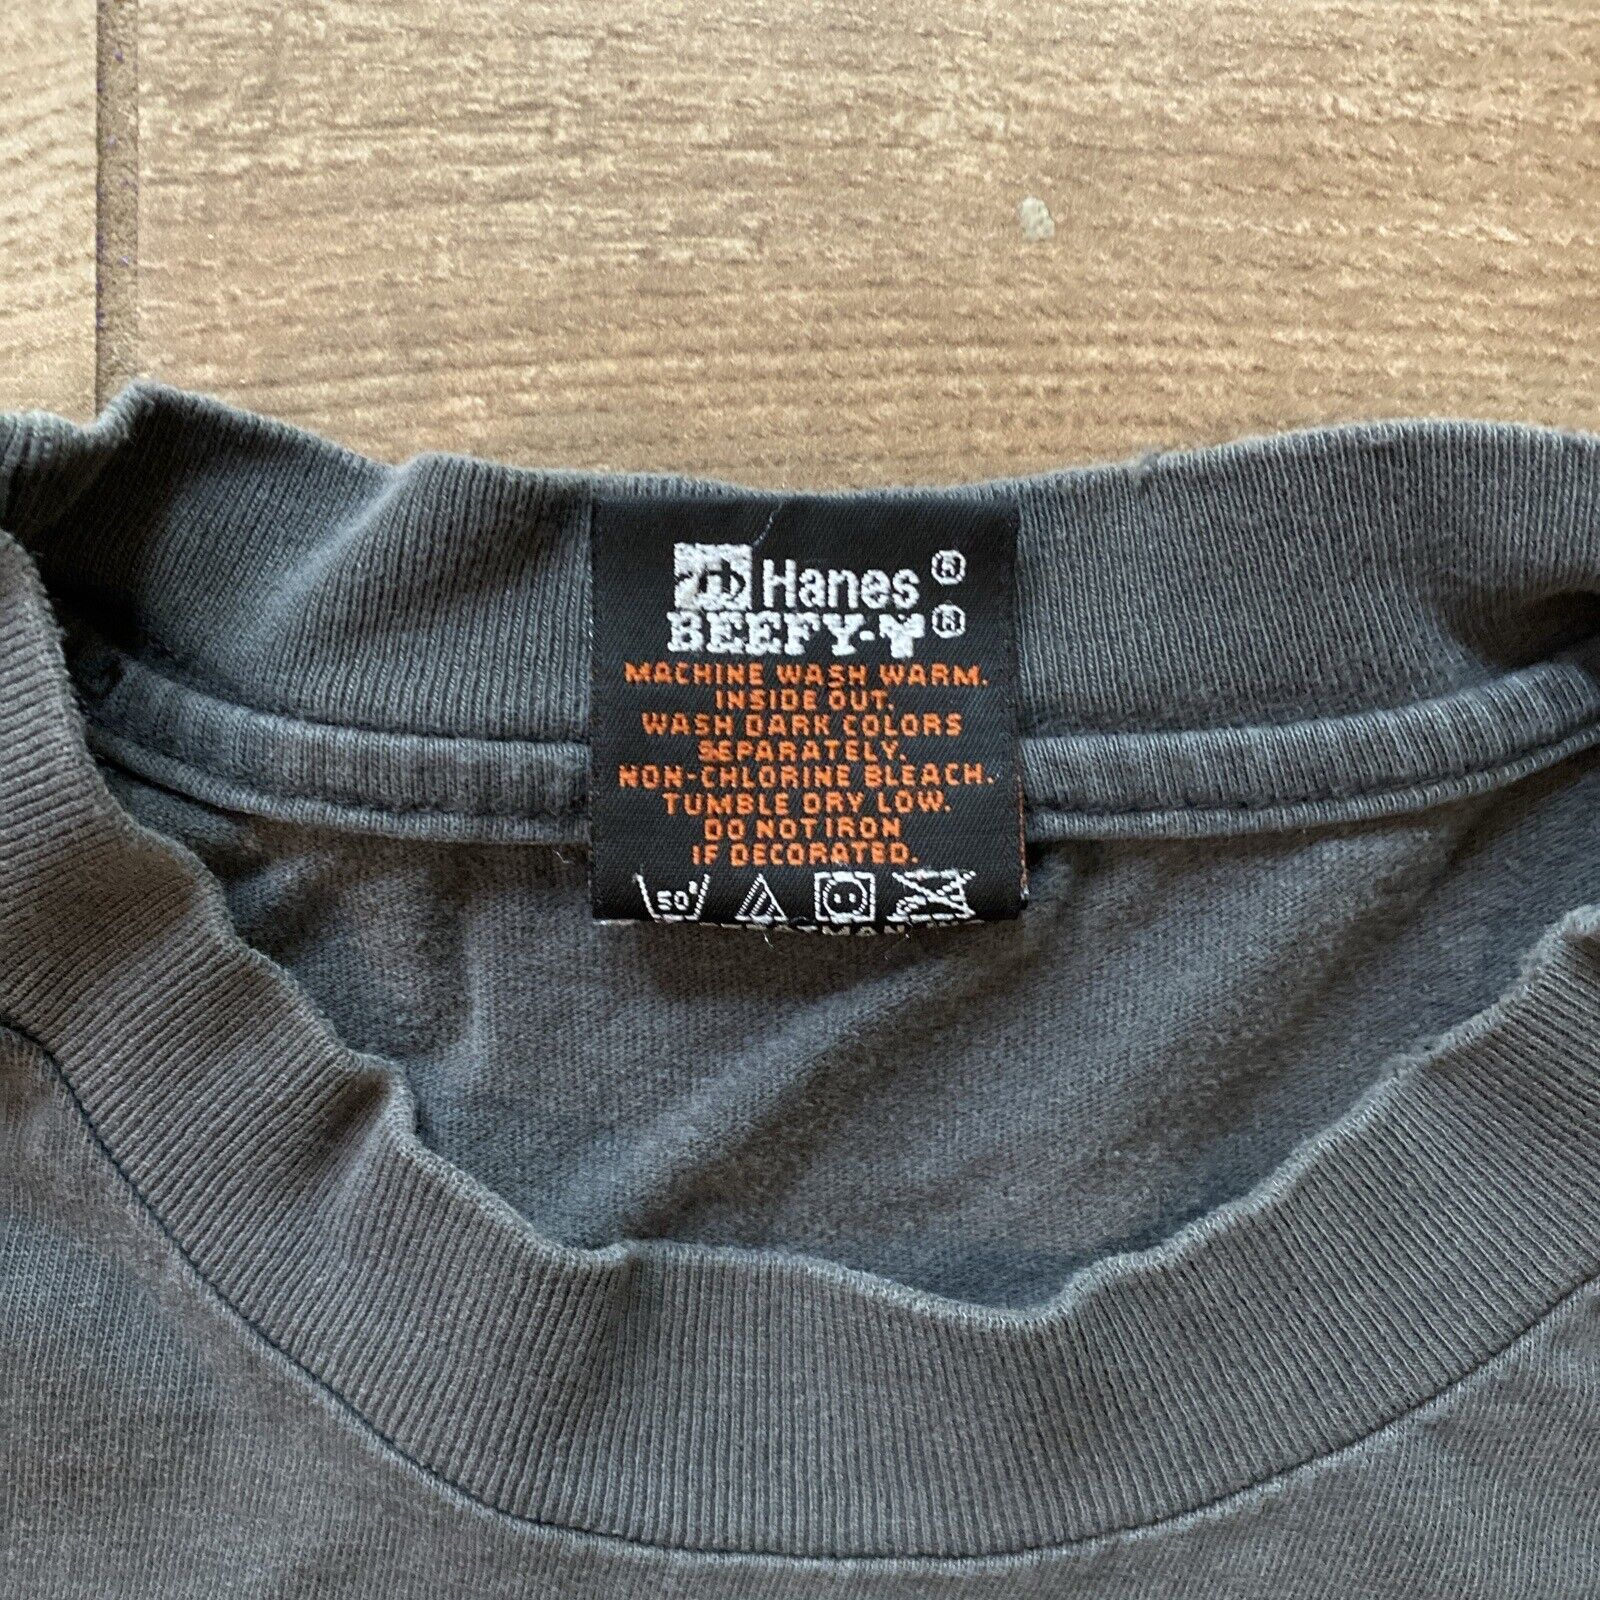 Hanes ®
BEEFY-T ®
MACHINE WASH WARM.
INSIDE OUT.
WASH DARK COLORS
SEPARATELY.
NON-CHLORINE BLEACH.
TUMBLE DRY LOW.
DO NOT IRON
IF DECORATED.
50°